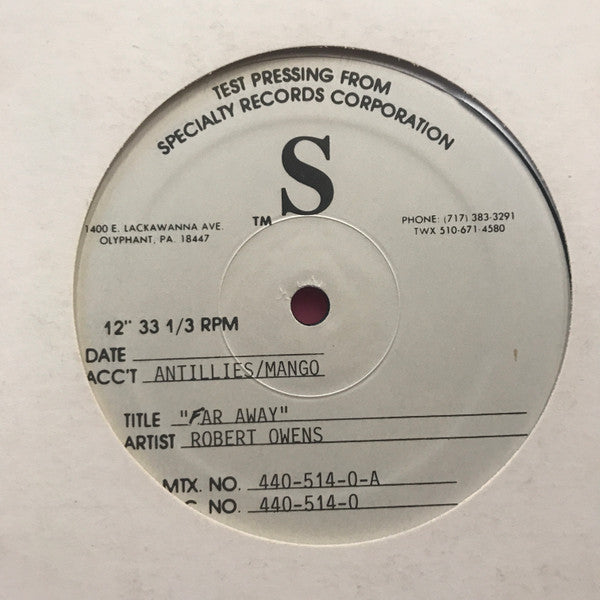 TEST PRESSING FROM
SPECIALTY RECORDS CORPORATION
S
TM
1400 E. LACKAWANNA AVE.
OLYPHANT, PA. 18447
PHONE: (717) 383-3291
TWX 510-671-4580
12" 33 1/3 RPM
DATE
ACC'T ANTILLIES/MANGO
TITLE "FAR AWAY"
ARTIST ROBERT OWENS
MTX. NO. 440-514-0-A
NO. 440-514-0